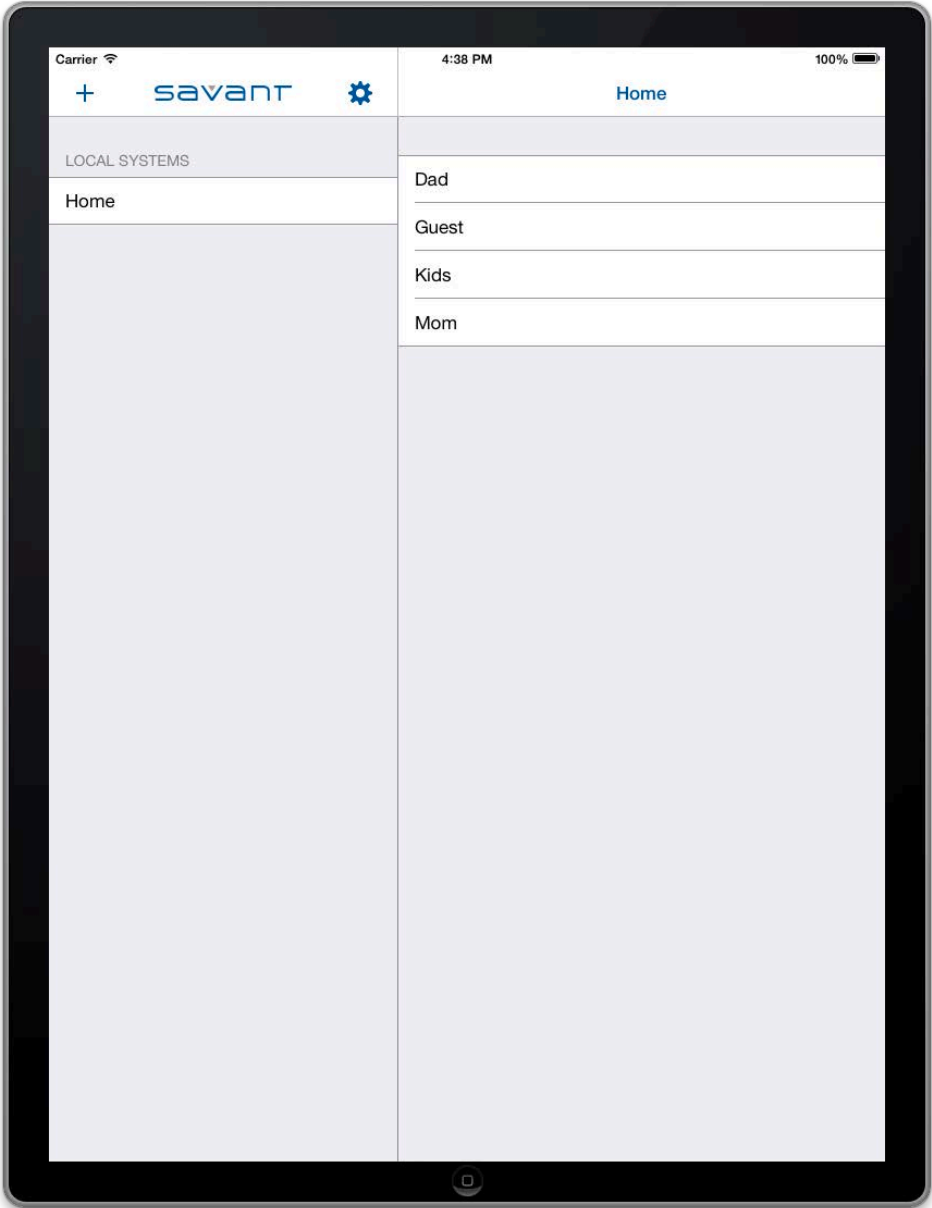 Carrier 4:38 PM 100%
+ savant Home
LOCAL SYSTEMS
Home
Dad
Guest
Kids
Mom